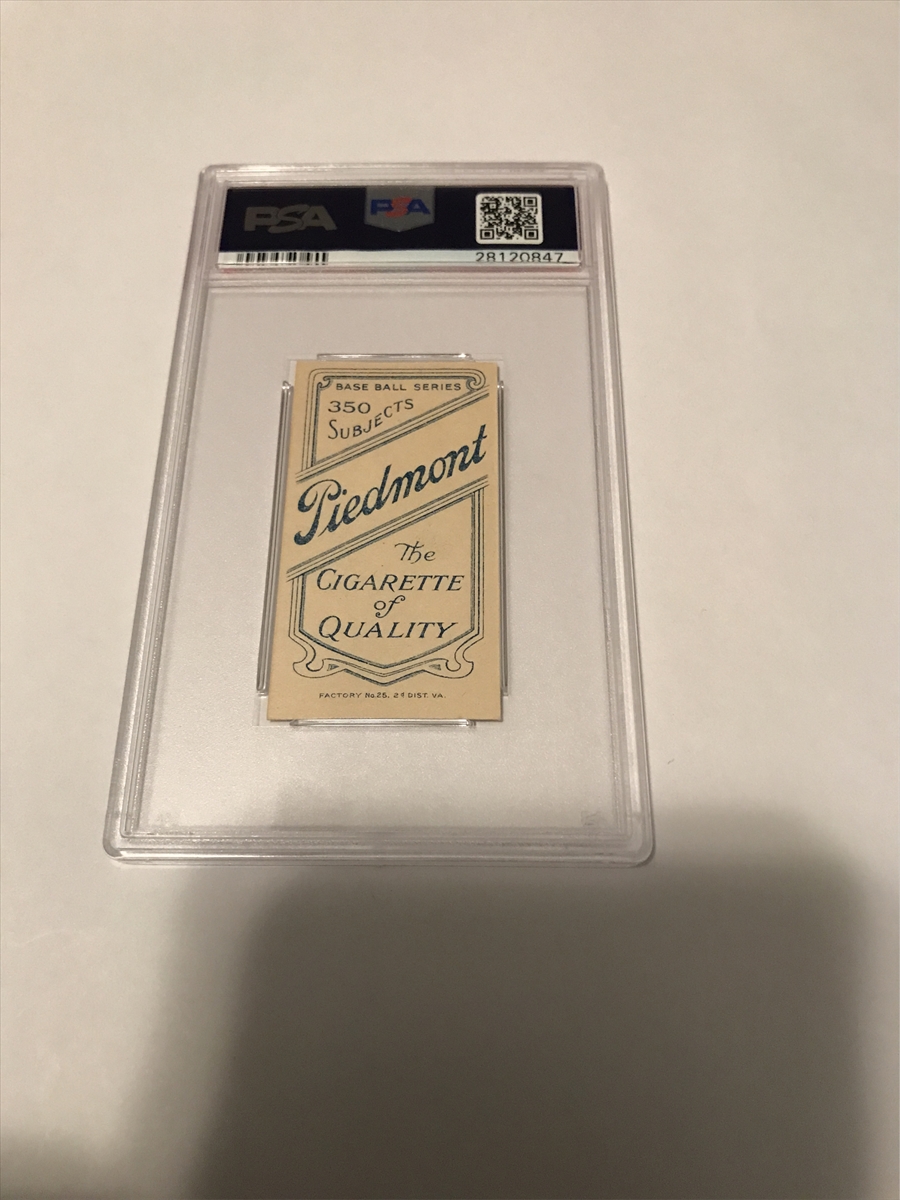 PSA
PSA
28120847
BASE BALL SERIES
350
SUBJECTS
Piedmont
The
CIGARETTE
of
QUALITY
FACTORY No. 25, 2d DIST. VA.